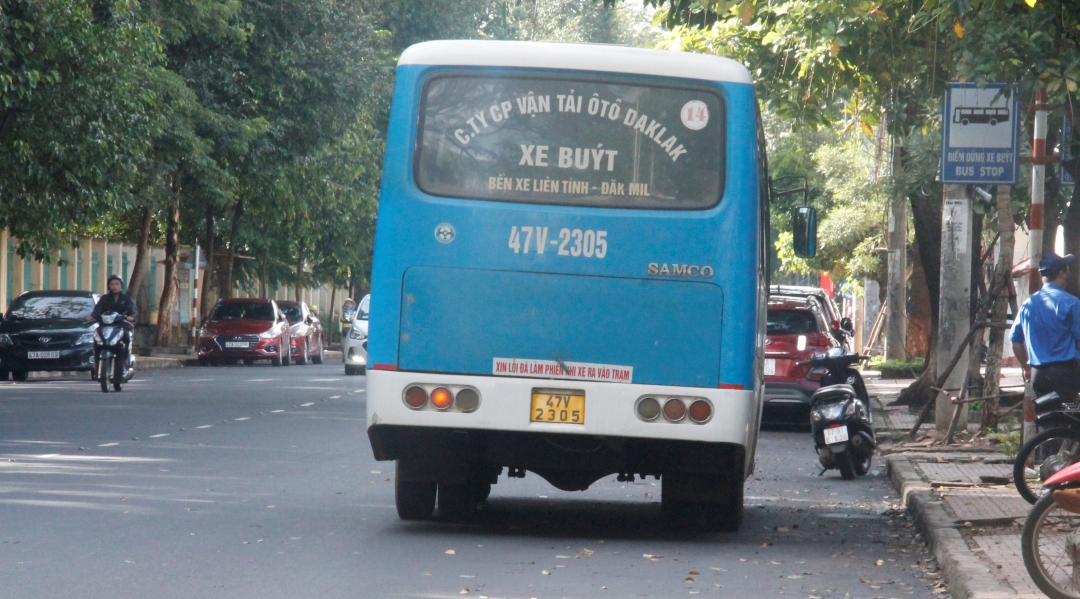 C.TY CP VẬN TẢI ÔTÔ DAKLAK
14
XE BUÝT
BẾN XE LIÊN TỈNH - ĐĂK MIL
47V-2305
SAMCO
XIN LỖI ĐÃ LÀM PHIỀN KHI XE RA VÀO TRẠM
47V
2305
ĐIỂM DỪNG XE BUÝT
BUS STOP